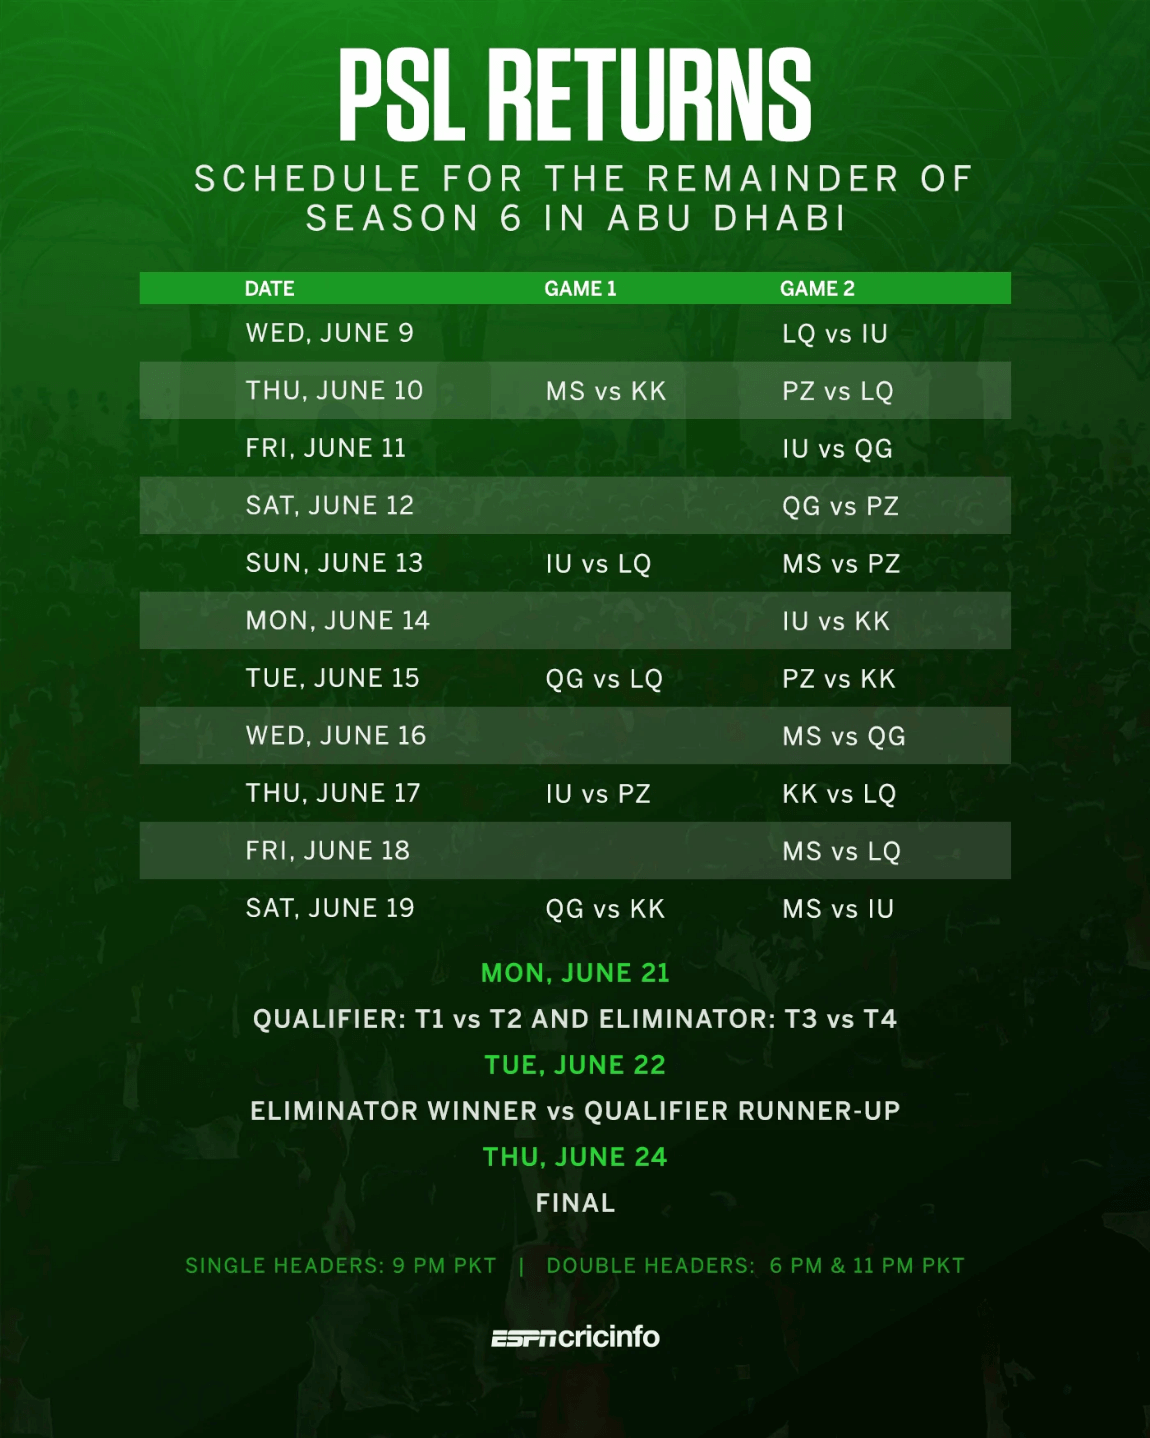 PSL RETURNS
SCHEDULE FOR THE REMAINDER OF
SEASON 6 IN ABU DHABI
DATE GAME 1 GAME 2
WED, JUNE 9 LQ vs IU
THU, JUNE 10 MS vs KK PZ vs LQ
FRI, JUNE 11 IU vs QG
SAT, JUNE 12 QG vs PZ
SUN, JUNE 13 IU vs LQ MS vs PZ
MON, JUNE 14 IU vs KK
TUE, JUNE 15 QG vs LQ PZ vs KK
WED, JUNE 16 MS vs QG
THU, JUNE 17 IU vs PZ KK vs LQ
FRI, JUNE 18 MS vs LQ
SAT, JUNE 19 QG vs KK MS vs IU
MON, JUNE 21
QUALIFIER: T1 vs T2 AND ELIMINATOR: T3 vs T4
TUE, JUNE 22
ELIMINATOR WINNER vs QUALIFIER RUNNER-UP
THU, JUNE 24
FINAL
SINGLE HEADERS: 9 PM PKT | DOUBLE HEADERS: 6 PM & 11 PM PKT
ESPNcricinfo